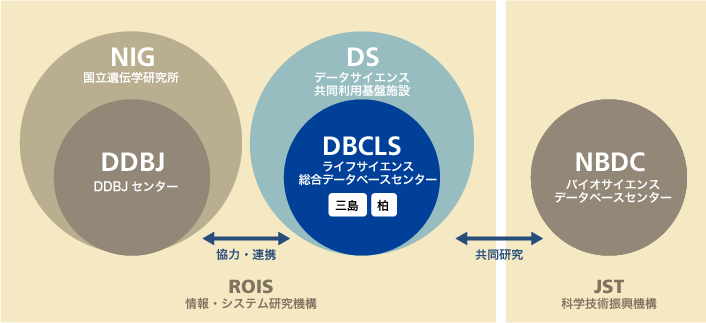 NIG
国立遺伝学研究所
DDBJ
DDBJ センター
DS
データサイエンス
共同利用基盤施設
DBCLS
ライフサイエンス
総合データベースセンター
三島
柏
NBDC
バイオサイエンス
データベースセンター
協力・連携
共同研究
ROIS
情報・システム研究機構
JST
科学技術振興機構